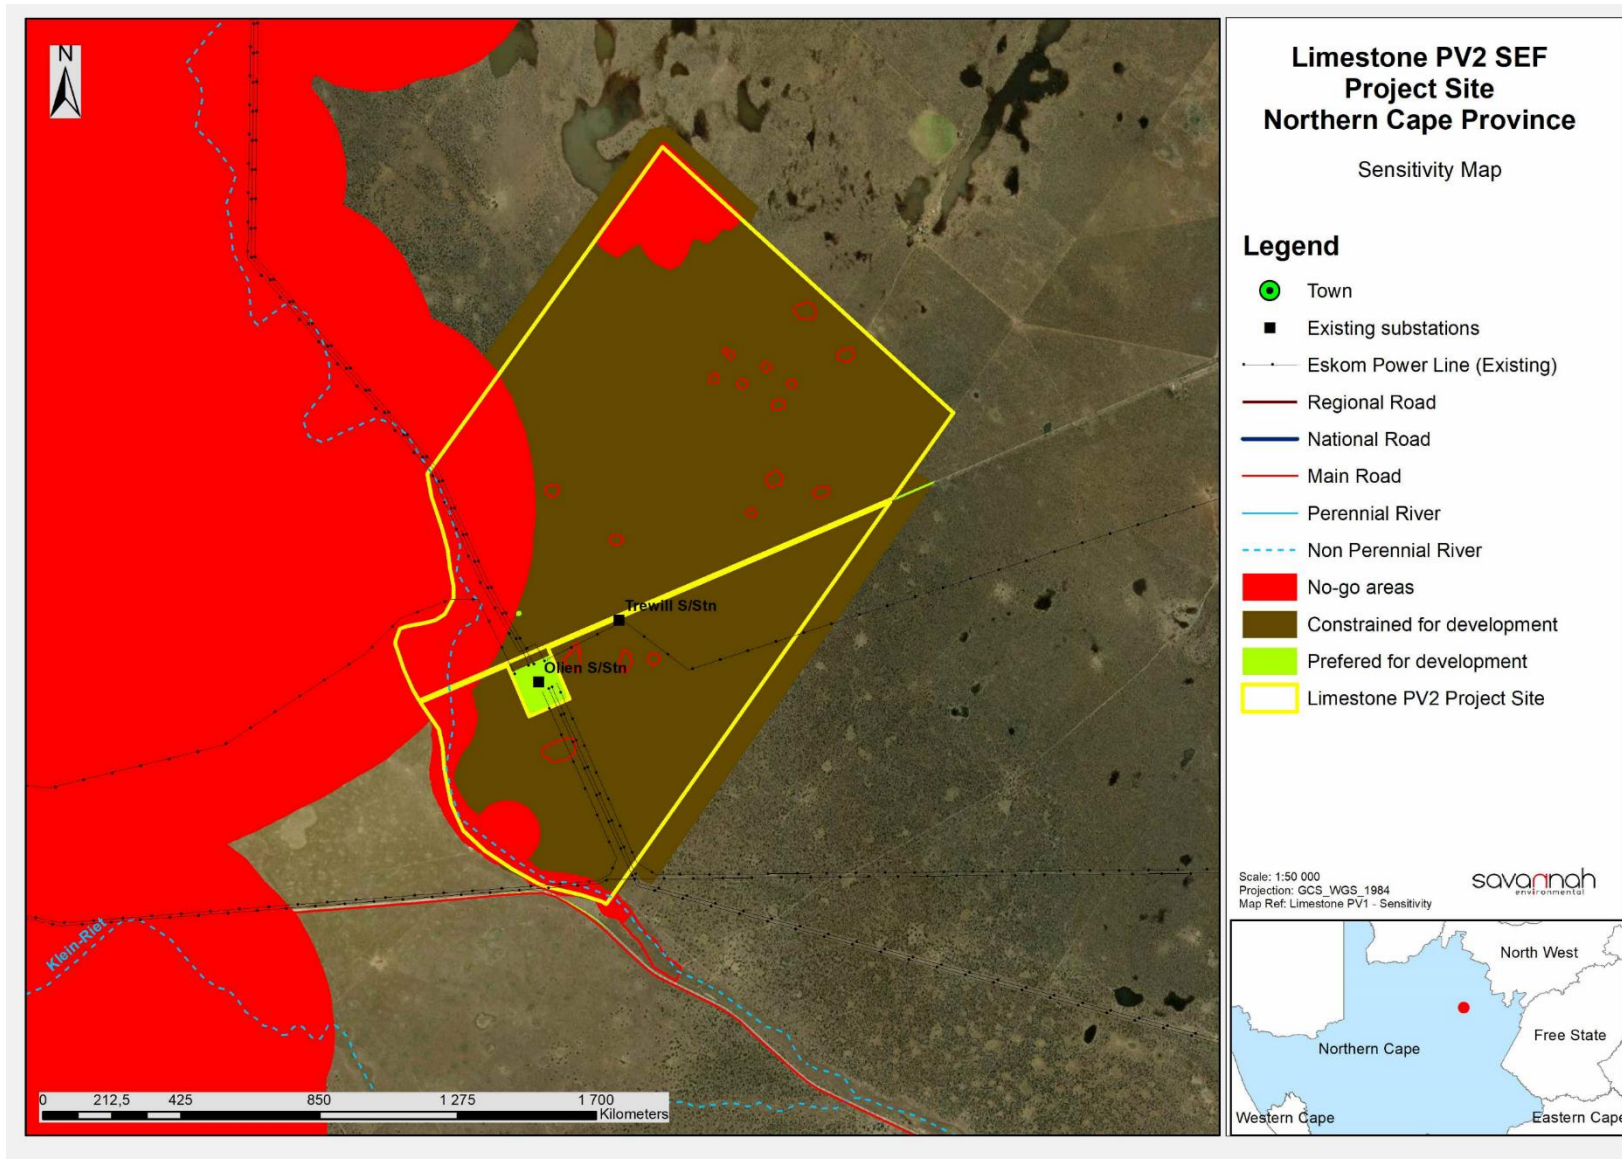 N
Trewill S/Stn
Olien S/Stn
Klein-Riet
0 212,5 425 850 1 275 1 700
Kilometers
Limestone PV2 SEF
Project Site
Northern Cape Province
Sensitivity Map
Legend
Town
Existing substations
Eskom Power Line (Existing)
Regional Road
National Road
Main Road
Perennial River
Non Perennial River
No-go areas
Constrained for development
Prefered for development
Limestone PV2 Project Site
Scale: 1:50 000
Projection: GCS_WGS_1984
Map Ref: Limestone PV1 - Sensitivity
savannah
environmental
North West
Northern Cape
Free State
Western Cape
Eastern Cape